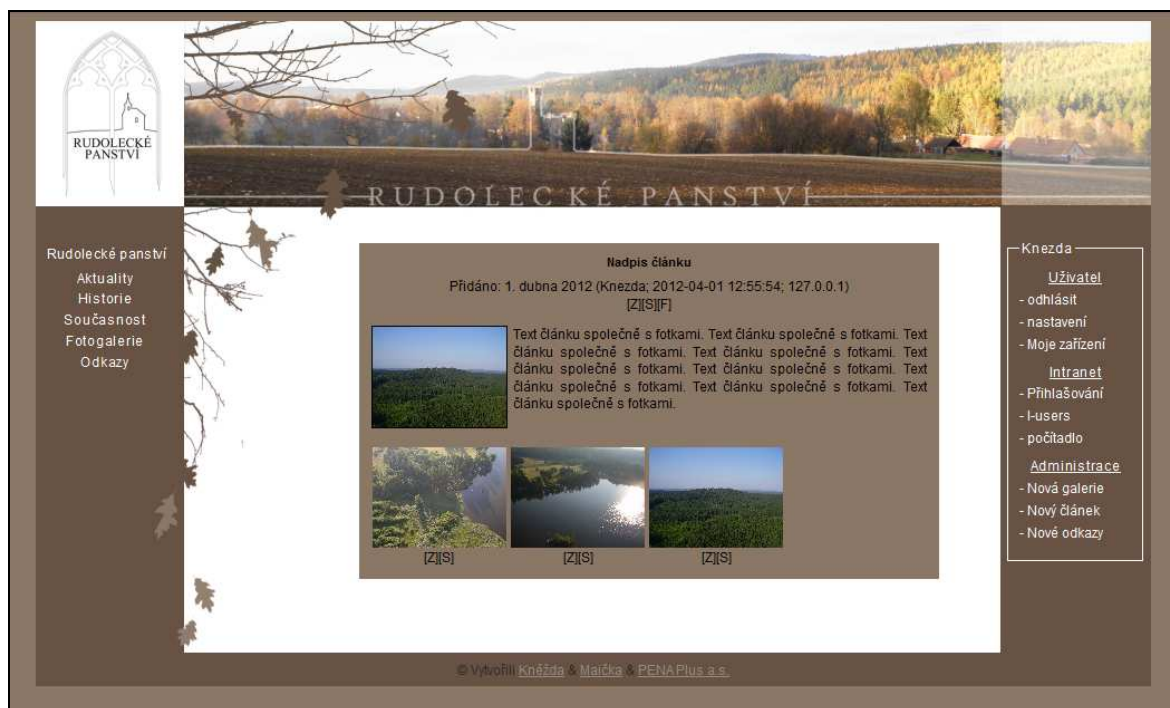 RUDOLECKÉ
PANSTVÍ
RUDOLECKÉ PANSTVÍ
Rudolecké panství
Aktuality
Historie
Současnost
Fotogalerie
Odkazy
Nadpis článku
Přidáno: 1. dubna 2012 (Knezda; 2012-04-01 12:55:54; 127.0.0.1)
[Z][S][F]
Text článku společně s fotkami. Text článku společně s fotkami. Text
článku společně s fotkami. Text článku společně s fotkami. Text
článku společně s fotkami. Text článku společně s fotkami. Text
článku společně s fotkami. Text článku společně s fotkami. Text
článku společně s fotkami.
[Z][S]
[Z][S]
[Z][S]
Knezda
Uživatel
- odhlásit
- nastavení
- Moje zařízení
Intranet
- Přihlašování
- I-users
- počítadlo
Administrace
- Nová galerie
- Nový článek
- Nové odkazy
© Vytvořili Knéžda & Maička & PENA Plus a.s.